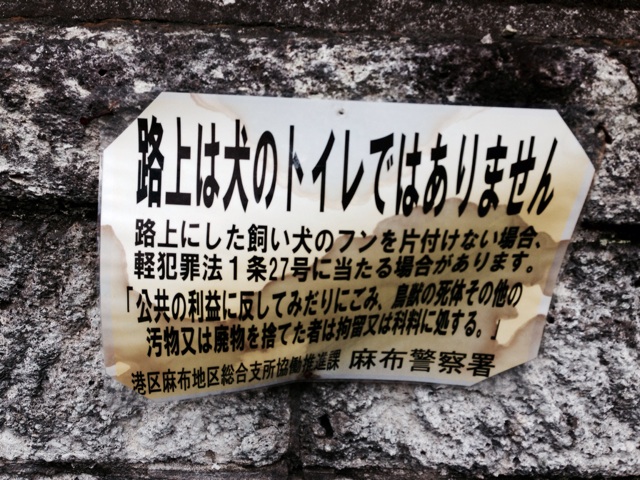 路上は犬のトイレではありません
路上にした飼い犬のフンを片付けない場合、
軽犯罪法1条27号に当たる場合があります。
「公共の利益に反してみだりにごみ、鳥獣の死体その他の
汚物又は廃物を捨てた者は拘留又は科料に処する。」
港区麻布地区総合支所協働推進課 麻布警察署